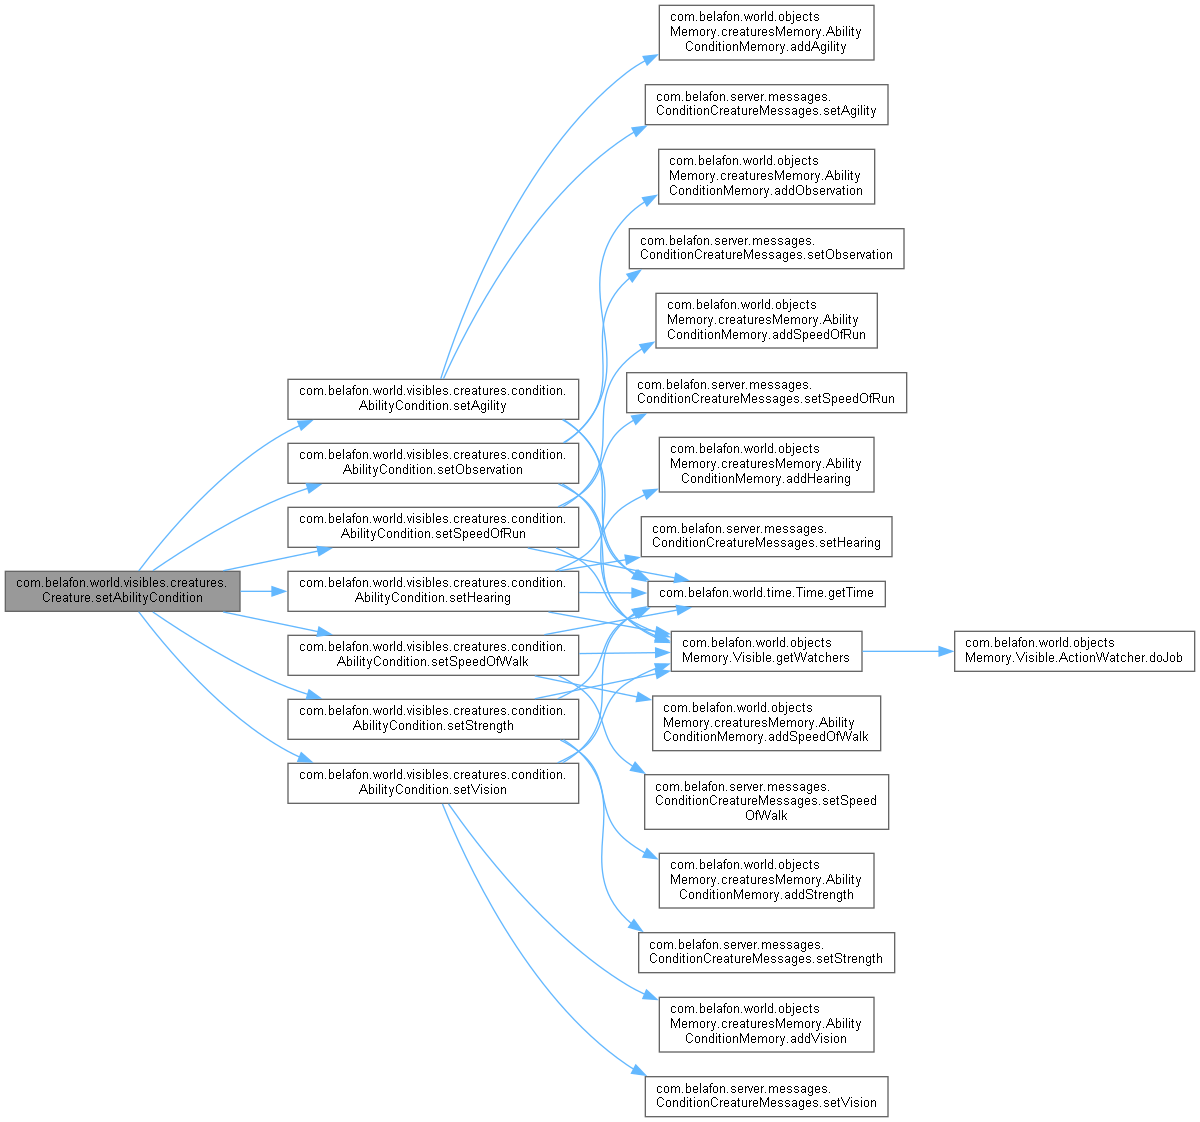 com.belafon.world.visibles.creatures.
Creature.setAbilityCondition
com.belafon.world.visibles.creatures.condition.
AbilityCondition.setAgility
com.belafon.world.visibles.creatures.condition.
AbilityCondition.setObservation
com.belafon.world.visibles.creatures.condition.
AbilityCondition.setSpeedOfRun
com.belafon.world.visibles.creatures.condition.
AbilityCondition.setHearing
com.belafon.world.visibles.creatures.condition.
AbilityCondition.setSpeedOfWalk
com.belafon.world.visibles.creatures.condition.
AbilityCondition.setStrength
com.belafon.world.visibles.creatures.condition.
AbilityCondition.setVision
com.belafon.world.objects
Memory.creaturesMemory.Ability
ConditionMemory.addAgility
com.belafon.server.messages.
ConditionCreatureMessages.setAgility
com.belafon.world.objects
Memory.creaturesMemory.Ability
ConditionMemory.addObservation
com.belafon.server.messages.
ConditionCreatureMessages.setObservation
com.belafon.world.objects
Memory.creaturesMemory.Ability
ConditionMemory.addSpeedOfRun
com.belafon.server.messages.
ConditionCreatureMessages.setSpeedOfRun
com.belafon.world.objects
Memory.creaturesMemory.Ability
ConditionMemory.addHearing
com.belafon.server.messages.
ConditionCreatureMessages.setHearing
com.belafon.world.time.Time.getTime
com.belafon.world.objects
Memory.Visible.getWatchers
com.belafon.world.objects
Memory.Visible.ActionWatcher.doJob
com.belafon.world.objects
Memory.creaturesMemory.Ability
ConditionMemory.addSpeedOfWalk
com.belafon.server.messages.
ConditionCreatureMessages.setSpeed
OfWalk
com.belafon.world.objects
Memory.creaturesMemory.Ability
ConditionMemory.addStrength
com.belafon.server.messages.
ConditionCreatureMessages.setStrength
com.belafon.world.objects
Memory.creaturesMemory.Ability
ConditionMemory.addVision
com.belafon.server.messages.
ConditionCreatureMessages.setVision